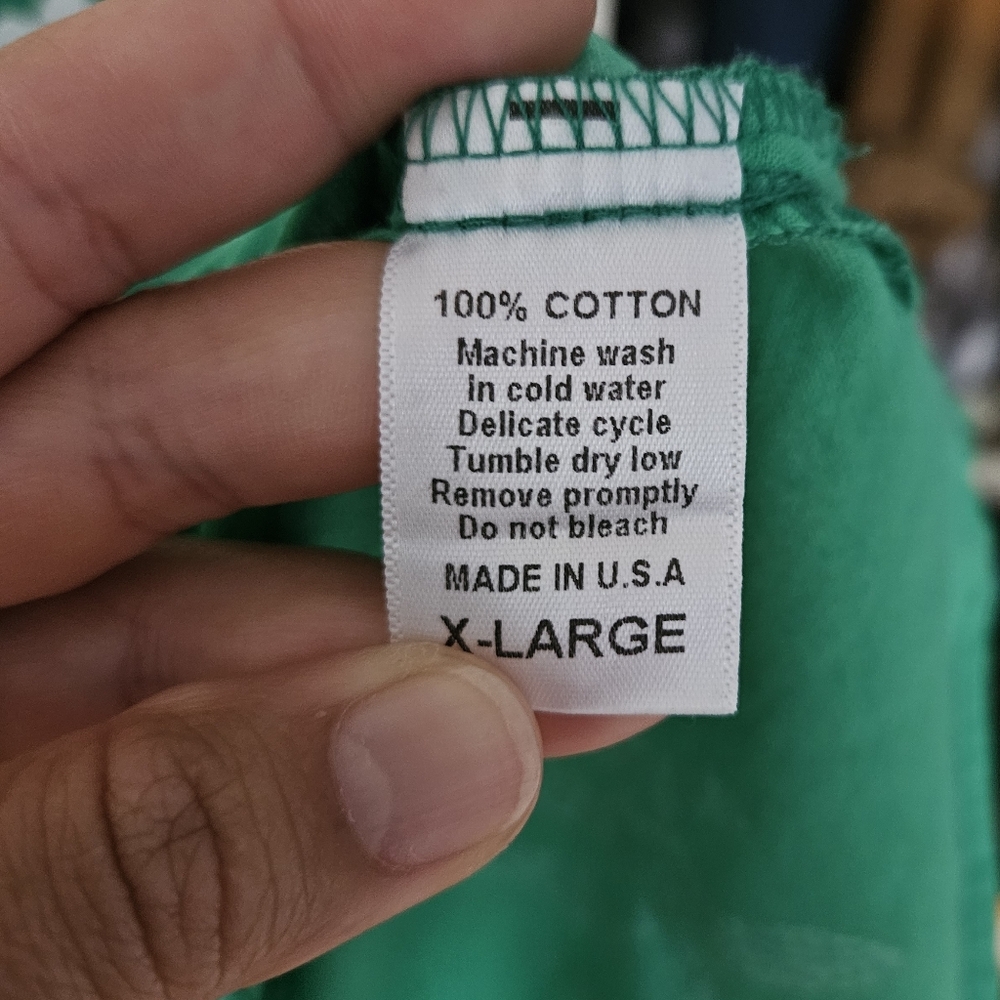 100% COTTON
Machine wash
In cold water
Delicate cycle
Tumble dry low
Remove promptly
Do not bleach
MADE IN U.S.A
X-LARGE